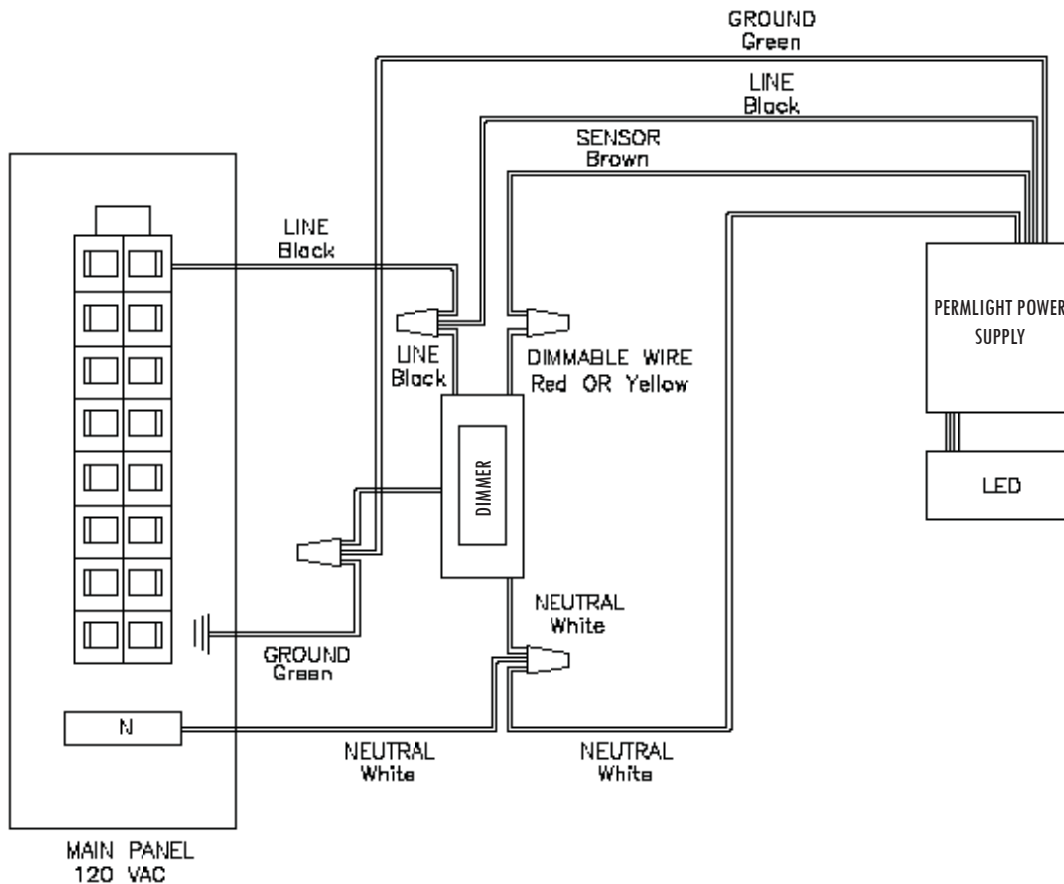 GROUND
Green
LINE
Black
SENSOR
Brown
LINE
Black
LINE
Black
DIMMABLE WIRE
Red OR Yellow
PERMLIGHT POWER
SUPPLY
DIMMER
LED
NEUTRAL
White
GROUND
Green
N
NEUTRAL
White
NEUTRAL
White
MAIN PANEL
120 VAC